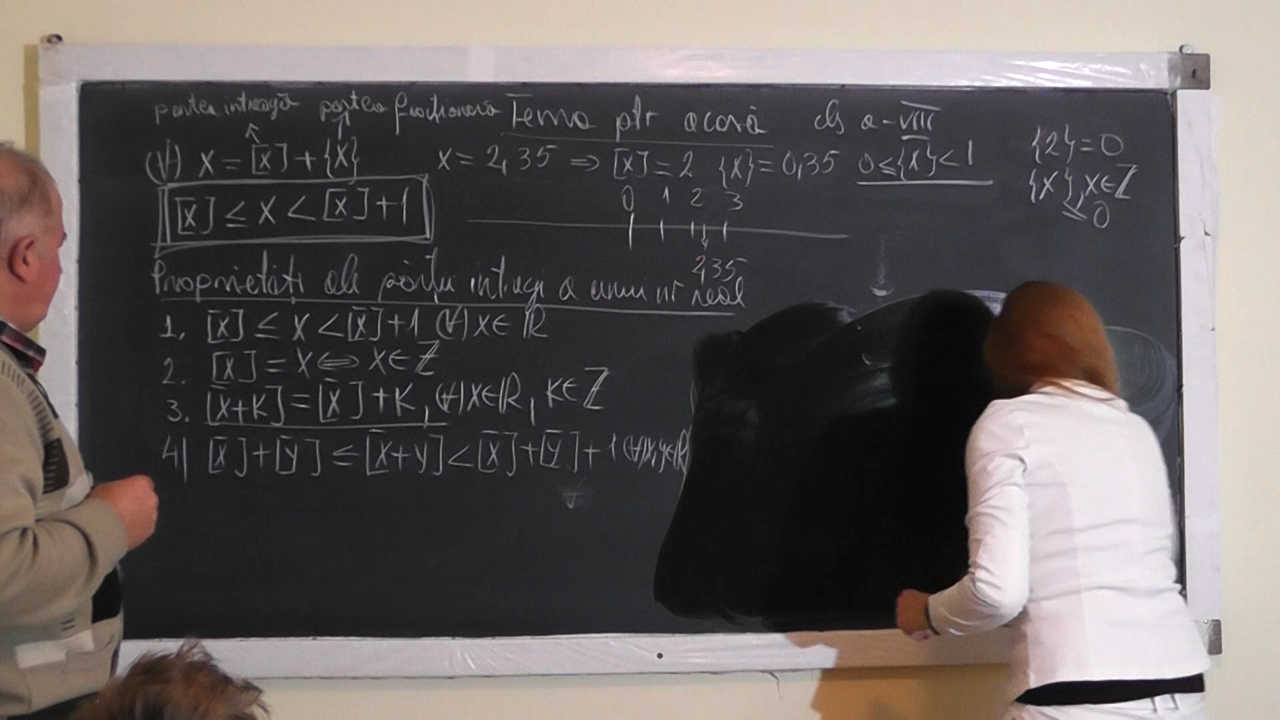 partea întreagă partea fracționară Tema ptr acasă cls a-VIII
(∀) x = [x] + {x} x = 2,35 ⇒ [x] = 2 {x} = 0,35 0 ≤ {x} < 1
{2} = 0
{x}, x∈ℤ
≤ 0
[x] ≤ x < [x] + 1
0 1 2 3
2,35
Proprietăți ale părții întregi a unui nr real
1. [x] ≤ x < [x] + 1 (∀) x∈ℝ
2. [x] = x ⇔ x∈ℤ
3. [x+K] = [x] + K, (∀) x∈ℝ, K∈ℤ
4) [x] + [y] ≤ [x+y] < [x] + [y] + 1 (∀) x,y∈ℝ